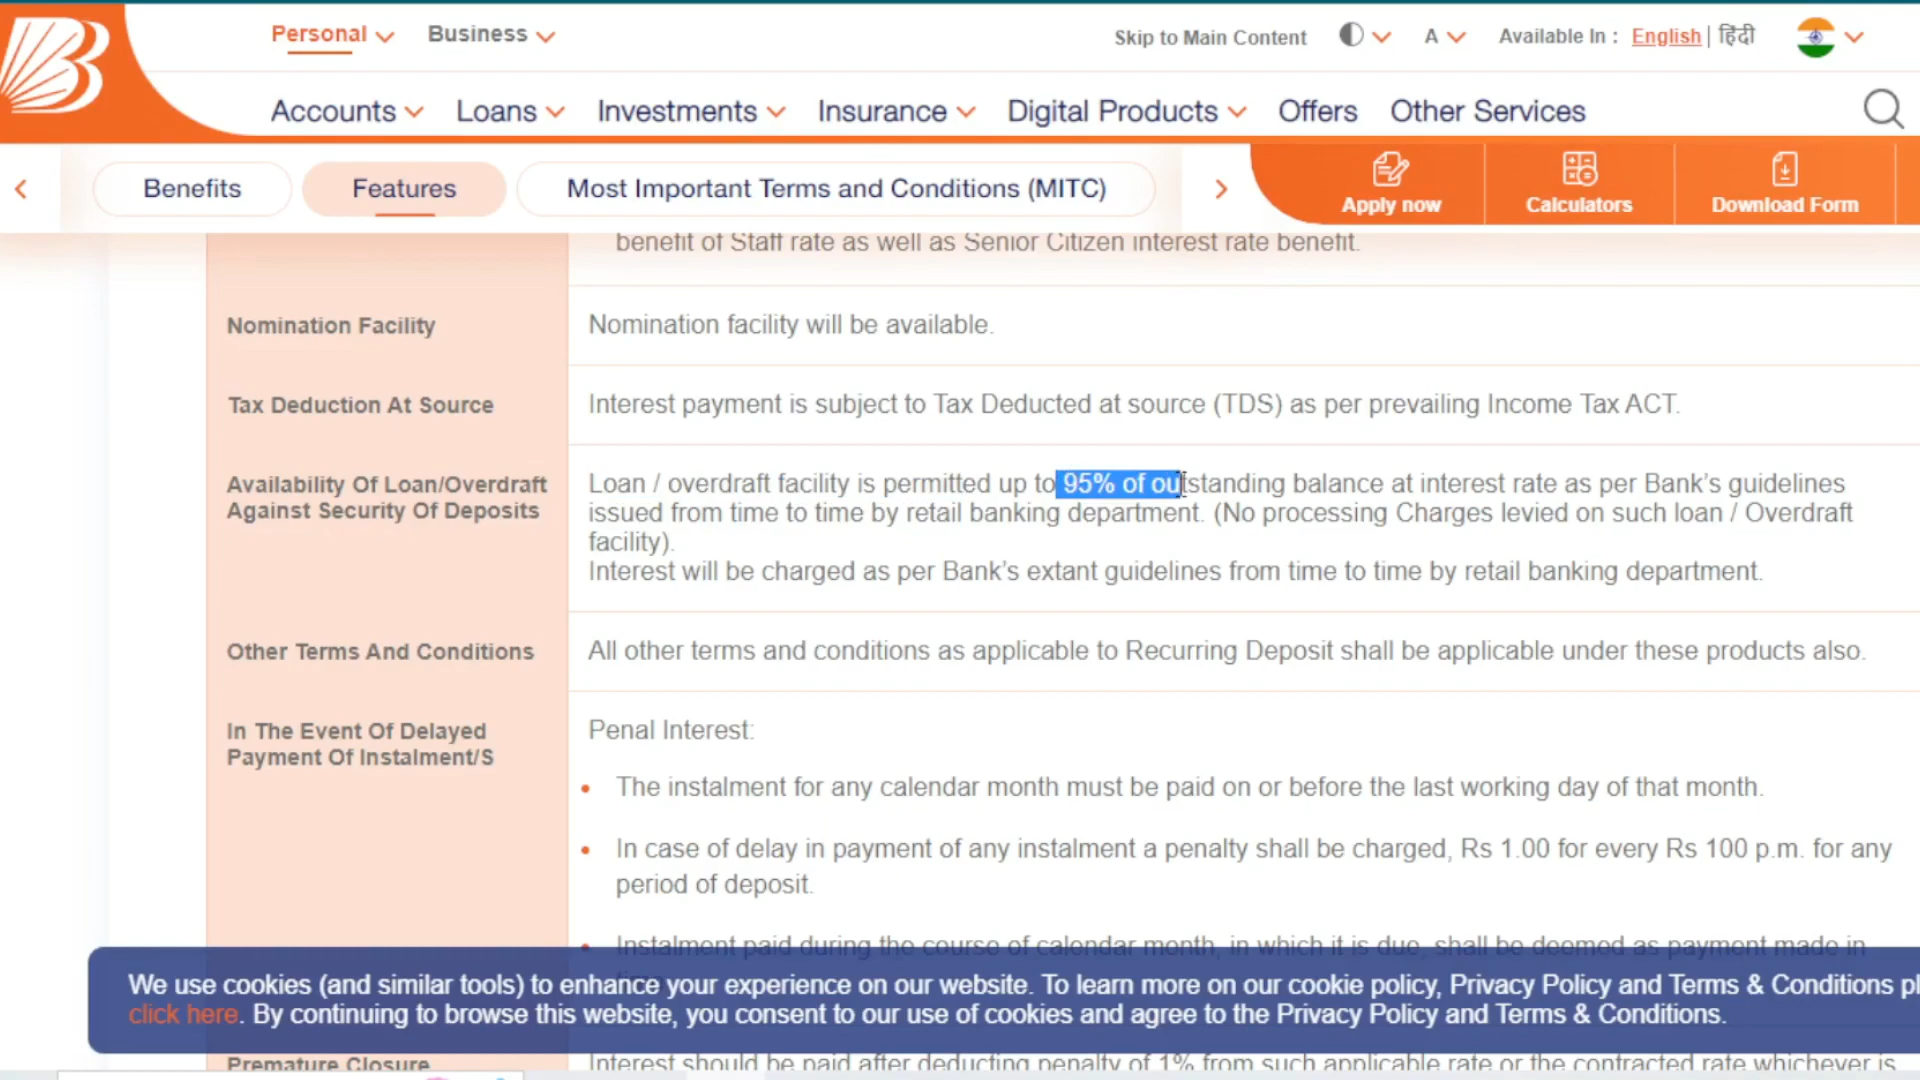 Personal
Business
Skip to Main Content
A
Available In : English | हिंदी
Accounts
Loans
Investments
Insurance
Digital Products
Offers
Other Services
Benefits
Features
Most Important Terms and Conditions (MITC)
Apply now
Calculators
Download Form
benefit of Staff rate as well as Senior Citizen interest rate benefit.
Nomination Facility
Nomination facility will be available.
Tax Deduction At Source
Interest payment is subject to Tax Deducted at source (TDS) as per prevailing Income Tax ACT.
Availability Of Loan/Overdraft
Against Security Of Deposits
Loan / overdraft facility is permitted up to 95% of outstanding balance at interest rate as per Bank’s guidelines
issued from time to time by retail banking department. (No processing Charges levied on such loan / Overdraft
facility).
Interest will be charged as per Bank’s extant guidelines from time to time by retail banking department.
Other Terms And Conditions
All other terms and conditions as applicable to Recurring Deposit shall be applicable under these products also.
In The Event Of Delayed
Payment Of Instalment/S
Penal Interest:
• The instalment for any calendar month must be paid on or before the last working day of that month.
• In case of delay in payment of any instalment a penalty shall be charged, Rs 1.00 for every Rs 100 p.m. for any
period of deposit.
• Instalment paid during the course of calendar month, in which it is due, shall be deemed as payment made in
We use cookies (and similar tools) to enhance your experience on our website. To learn more on our cookie policy, Privacy Policy and Terms & Conditions pl
click here. By continuing to browse this website, you consent to our use of cookies and agree to the Privacy Policy and Terms & Conditions.
Premature Closure
Interest should be paid after deducting penalty of 1% from such applicable rate or the contracted rate whichever is